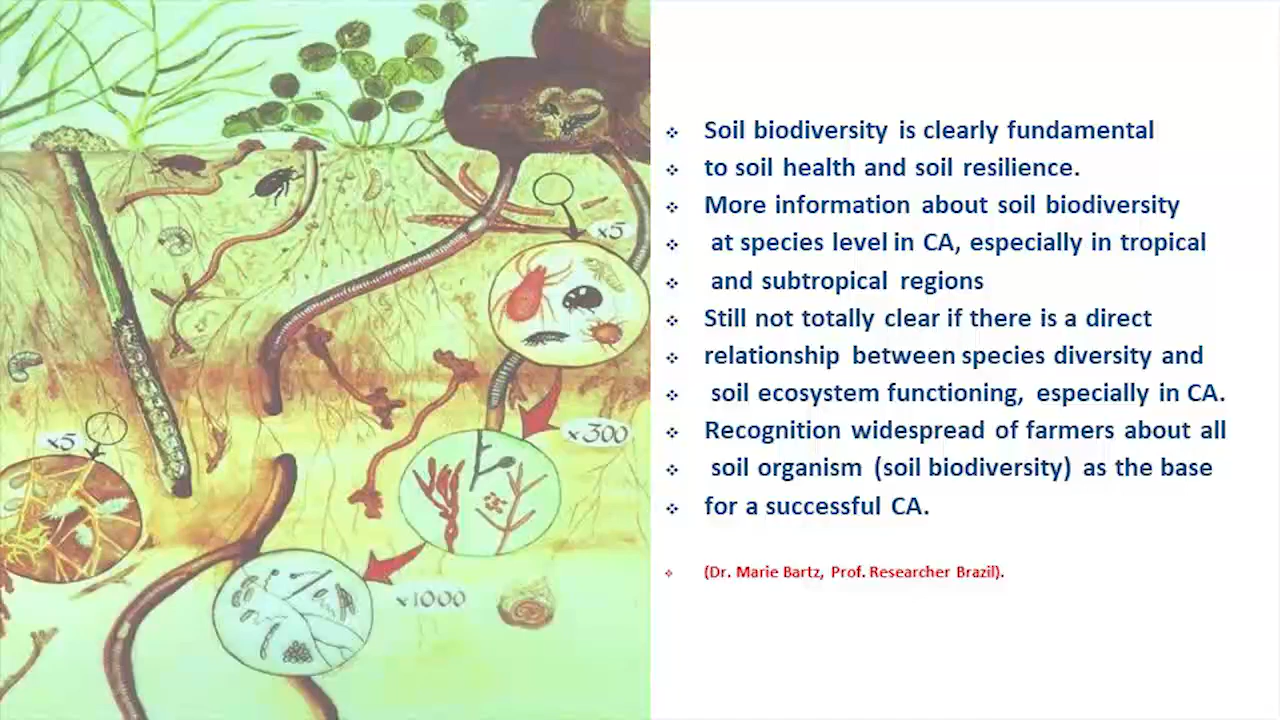 Soil biodiversity is clearly fundamental
to soil health and soil resilience.
More information about soil biodiversity
at species level in CA, especially in tropical
and subtropical regions
Still not totally clear if there is a direct
relationship between species diversity and
soil ecosystem functioning, especially in CA.
Recognition widespread of farmers about all
soil organism (soil biodiversity) as the base
for a successful CA.
(Dr. Marie Bartz, Prof. Researcher Brazil).
x5
x300
x5
x1000